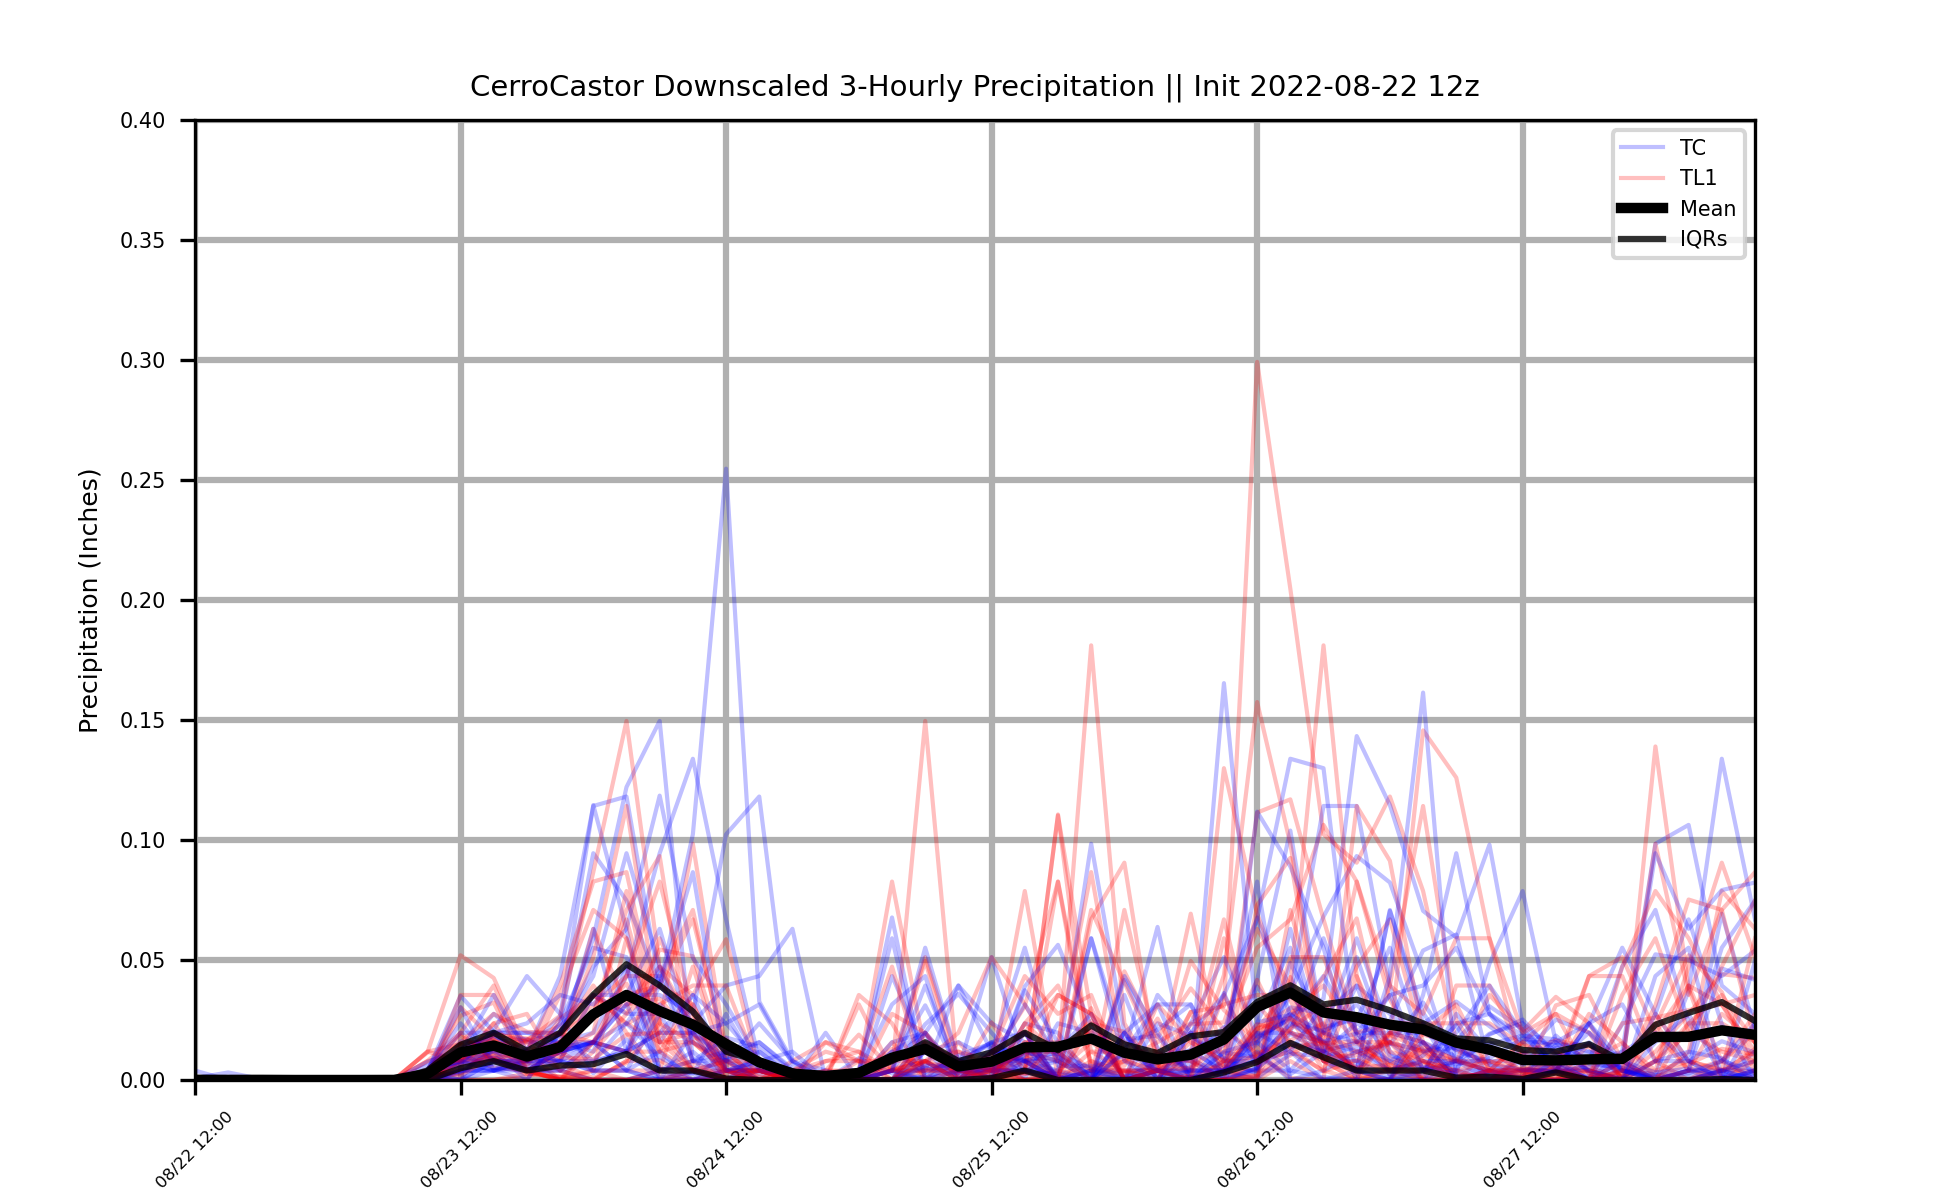 CerroCastor Downscaled 3-Hourly Precipitation || Init 2022-08-22 12z
0.40
0.35
0.30
0.25
0.20
0.15
0.10
0.05
0.00
Precipitation (Inches)
TC
TL1
Mean
IQRs
08/22 12:00
08/23 12:00
08/24 12:00
08/25 12:00
08/26 12:00
08/27 12:00